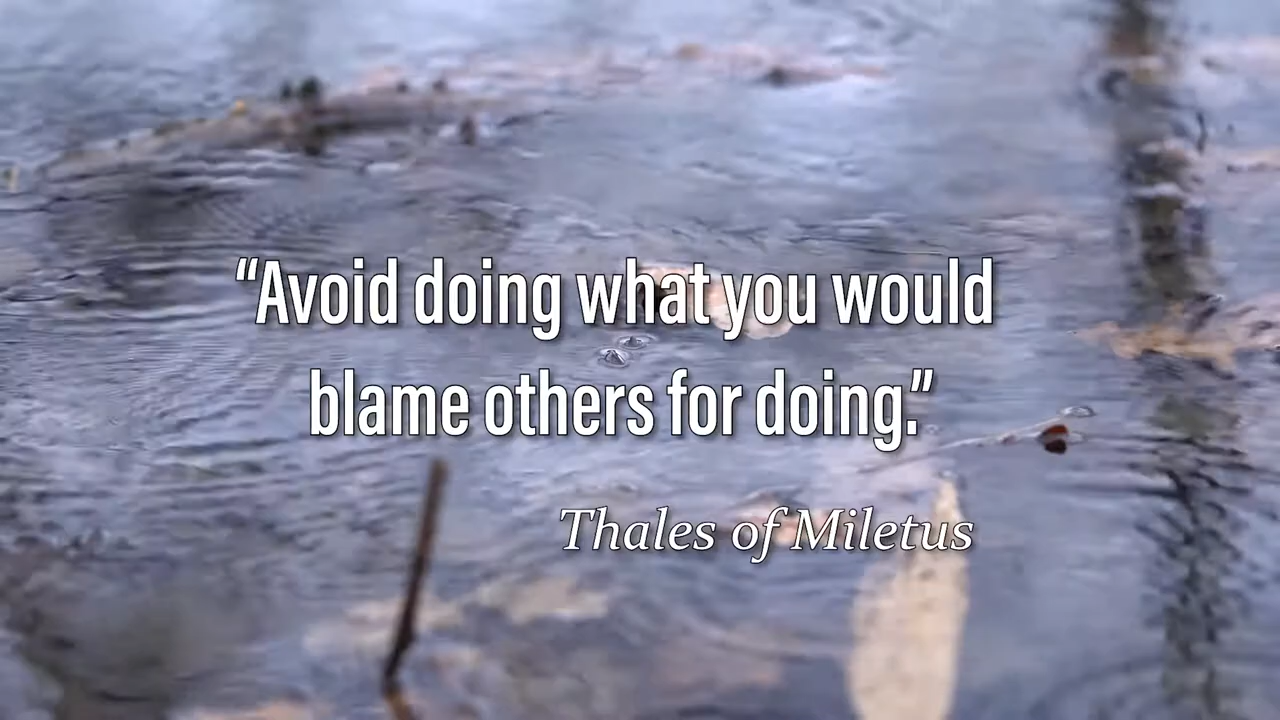 “Avoid doing what you would
blame others for doing.”
Thales of Miletus